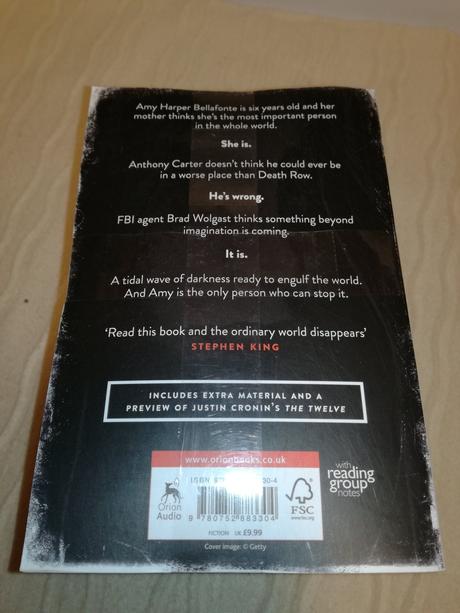 Amy Harper Bellafonte is six years old and her
mother thinks she's the most important person
in the whole world.
She is.
Anthony Carter doesn't think he could ever be
in a worse place than Death Row.
He's wrong.
FBI agent Brad Wolgast thinks something beyond
imagination is coming.
It is.
A tidal wave of darkness ready to engulf the world.
And Amy is the only person who can stop it.
'Read this book and the ordinary world disappears'
STEPHEN KING
INCLUDES EXTRA MATERIAL AND A
PREVIEW OF JUSTIN CRONIN'S THE TWELVE
www.orionbooks.co.uk
with
reading
group
notes
ISBN
Orion
Audio
9 780752 883304
FSC
www.fsc.org
FICTION UK £9.99
Cover image: © Getty